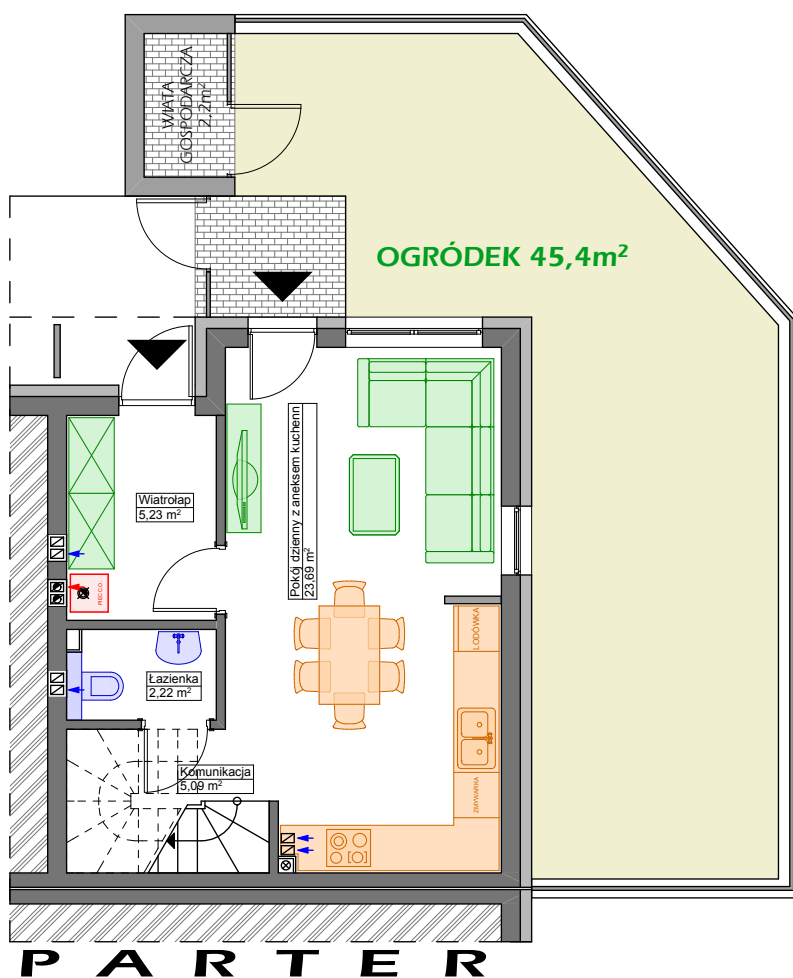 WIATA
GOSPODARCZA
2,2m²
OGRÓDEK 45,4m²
Wiatrołap
5,23 m²
Pokój dzienny z aneksem kuchenn
23,69 m²
PIEC C.O.
LODÓWKA
Łazienka
2,22 m²
Komunikacja
5,09 m²
ZMYWARKA
PARTER